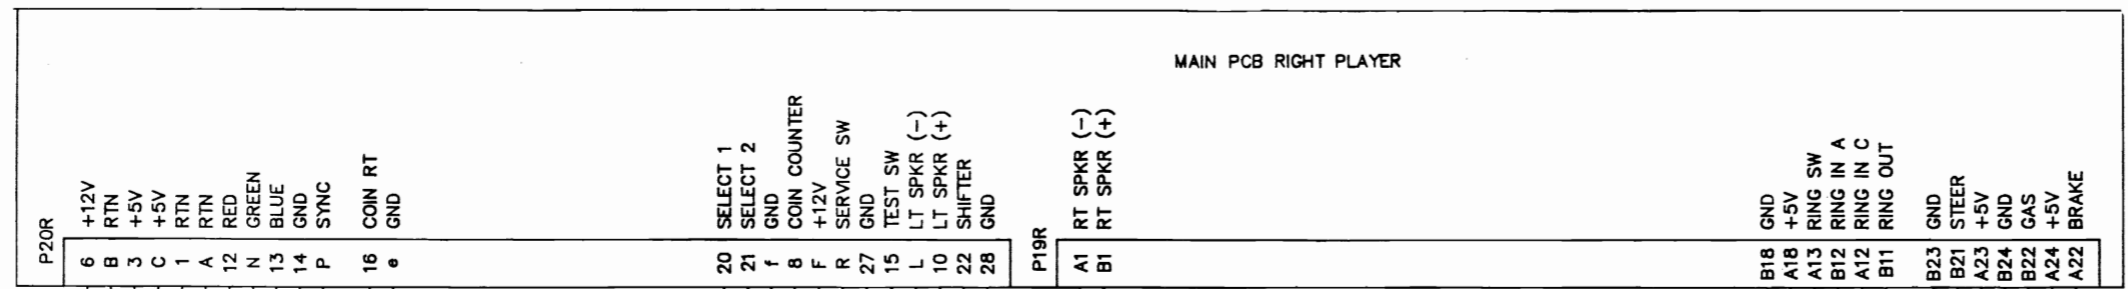 MAIN PCB RIGHT PLAYER
P20R
6 +12V
B RTN
3 +5V
C +5V
1 RTN
A RTN
12 RED
N GREEN
13 BLUE
14 GND
P SYNC
16 COIN RT
e GND
20 SELECT 1
21 SELECT 2
f GND
8 COIN COUNTER
F +12V
R SERVICE SW
27 GND
15 TEST SW
L LT SPKR (-)
10 LT SPKR (+)
22 SHIFTER
28 GND
P19R
A1 RT SPKR (-)
B1 RT SPKR (+)
B18 GND
A18 +5V
A13 RING SW
B12 RING IN A
A12 RING IN C
B11 RING OUT
B23 GND
B21 STEER
A23 +5V
B24 GND
B22 GAS
A24 +5V
A22 BRAKE